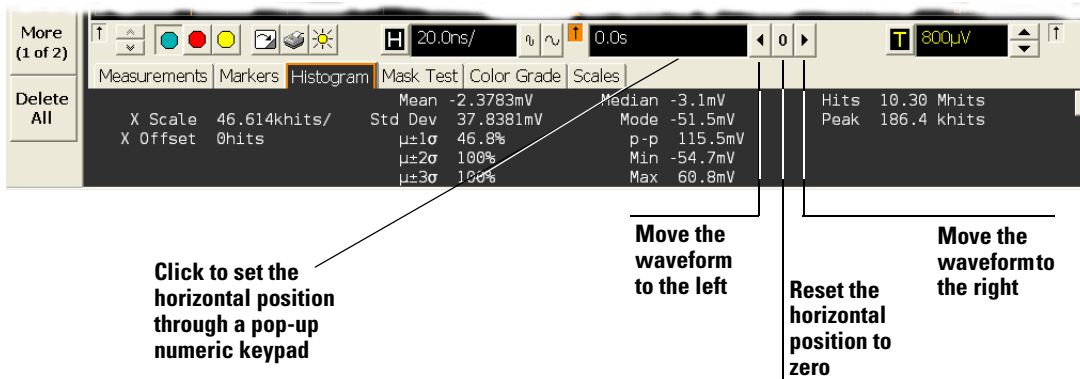 More
(1 of 2)
Delete
All
H 20.0ns/ 0.0s 0 T 800µV
Measurements Markers Histogram Mask Test Color Grade Scales
Mean -2.3783mV Median -3.1mV Hits 10.30 Mhits
X Scale 46.614khits/ Std Dev 37.8381mV Mode -51.5mV Peak 186.4 khits
X Offset 0hits µ±1σ 46.8% p-p 115.5mV
µ±2σ 100% Min -54.7mV
µ±3σ 100% Max 60.8mV
Click to set the
horizontal position
through a pop-up
numeric keypad
Move the
waveform
to the left
Reset the
horizontal
position to
zero
Move the
waveformto
the right